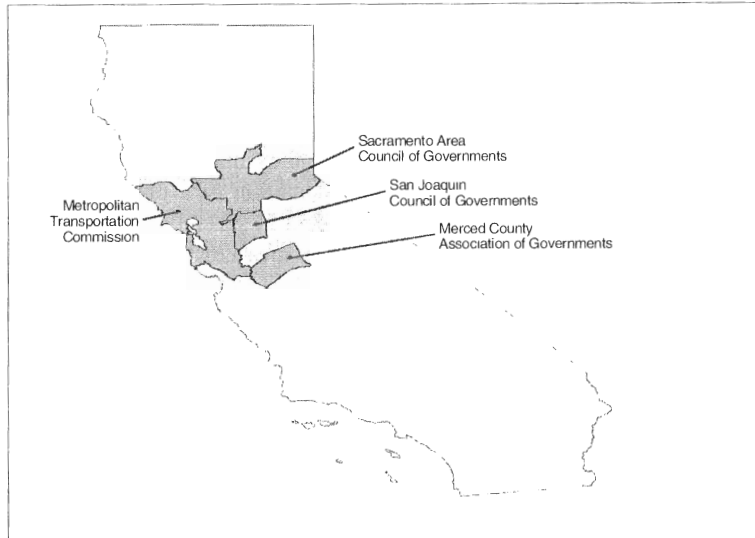 Sacramento Area
Council of Governments
San Joaquin
Council of Governments
Metropolitan
Transportation
Commission
Merced County
Association of Governments